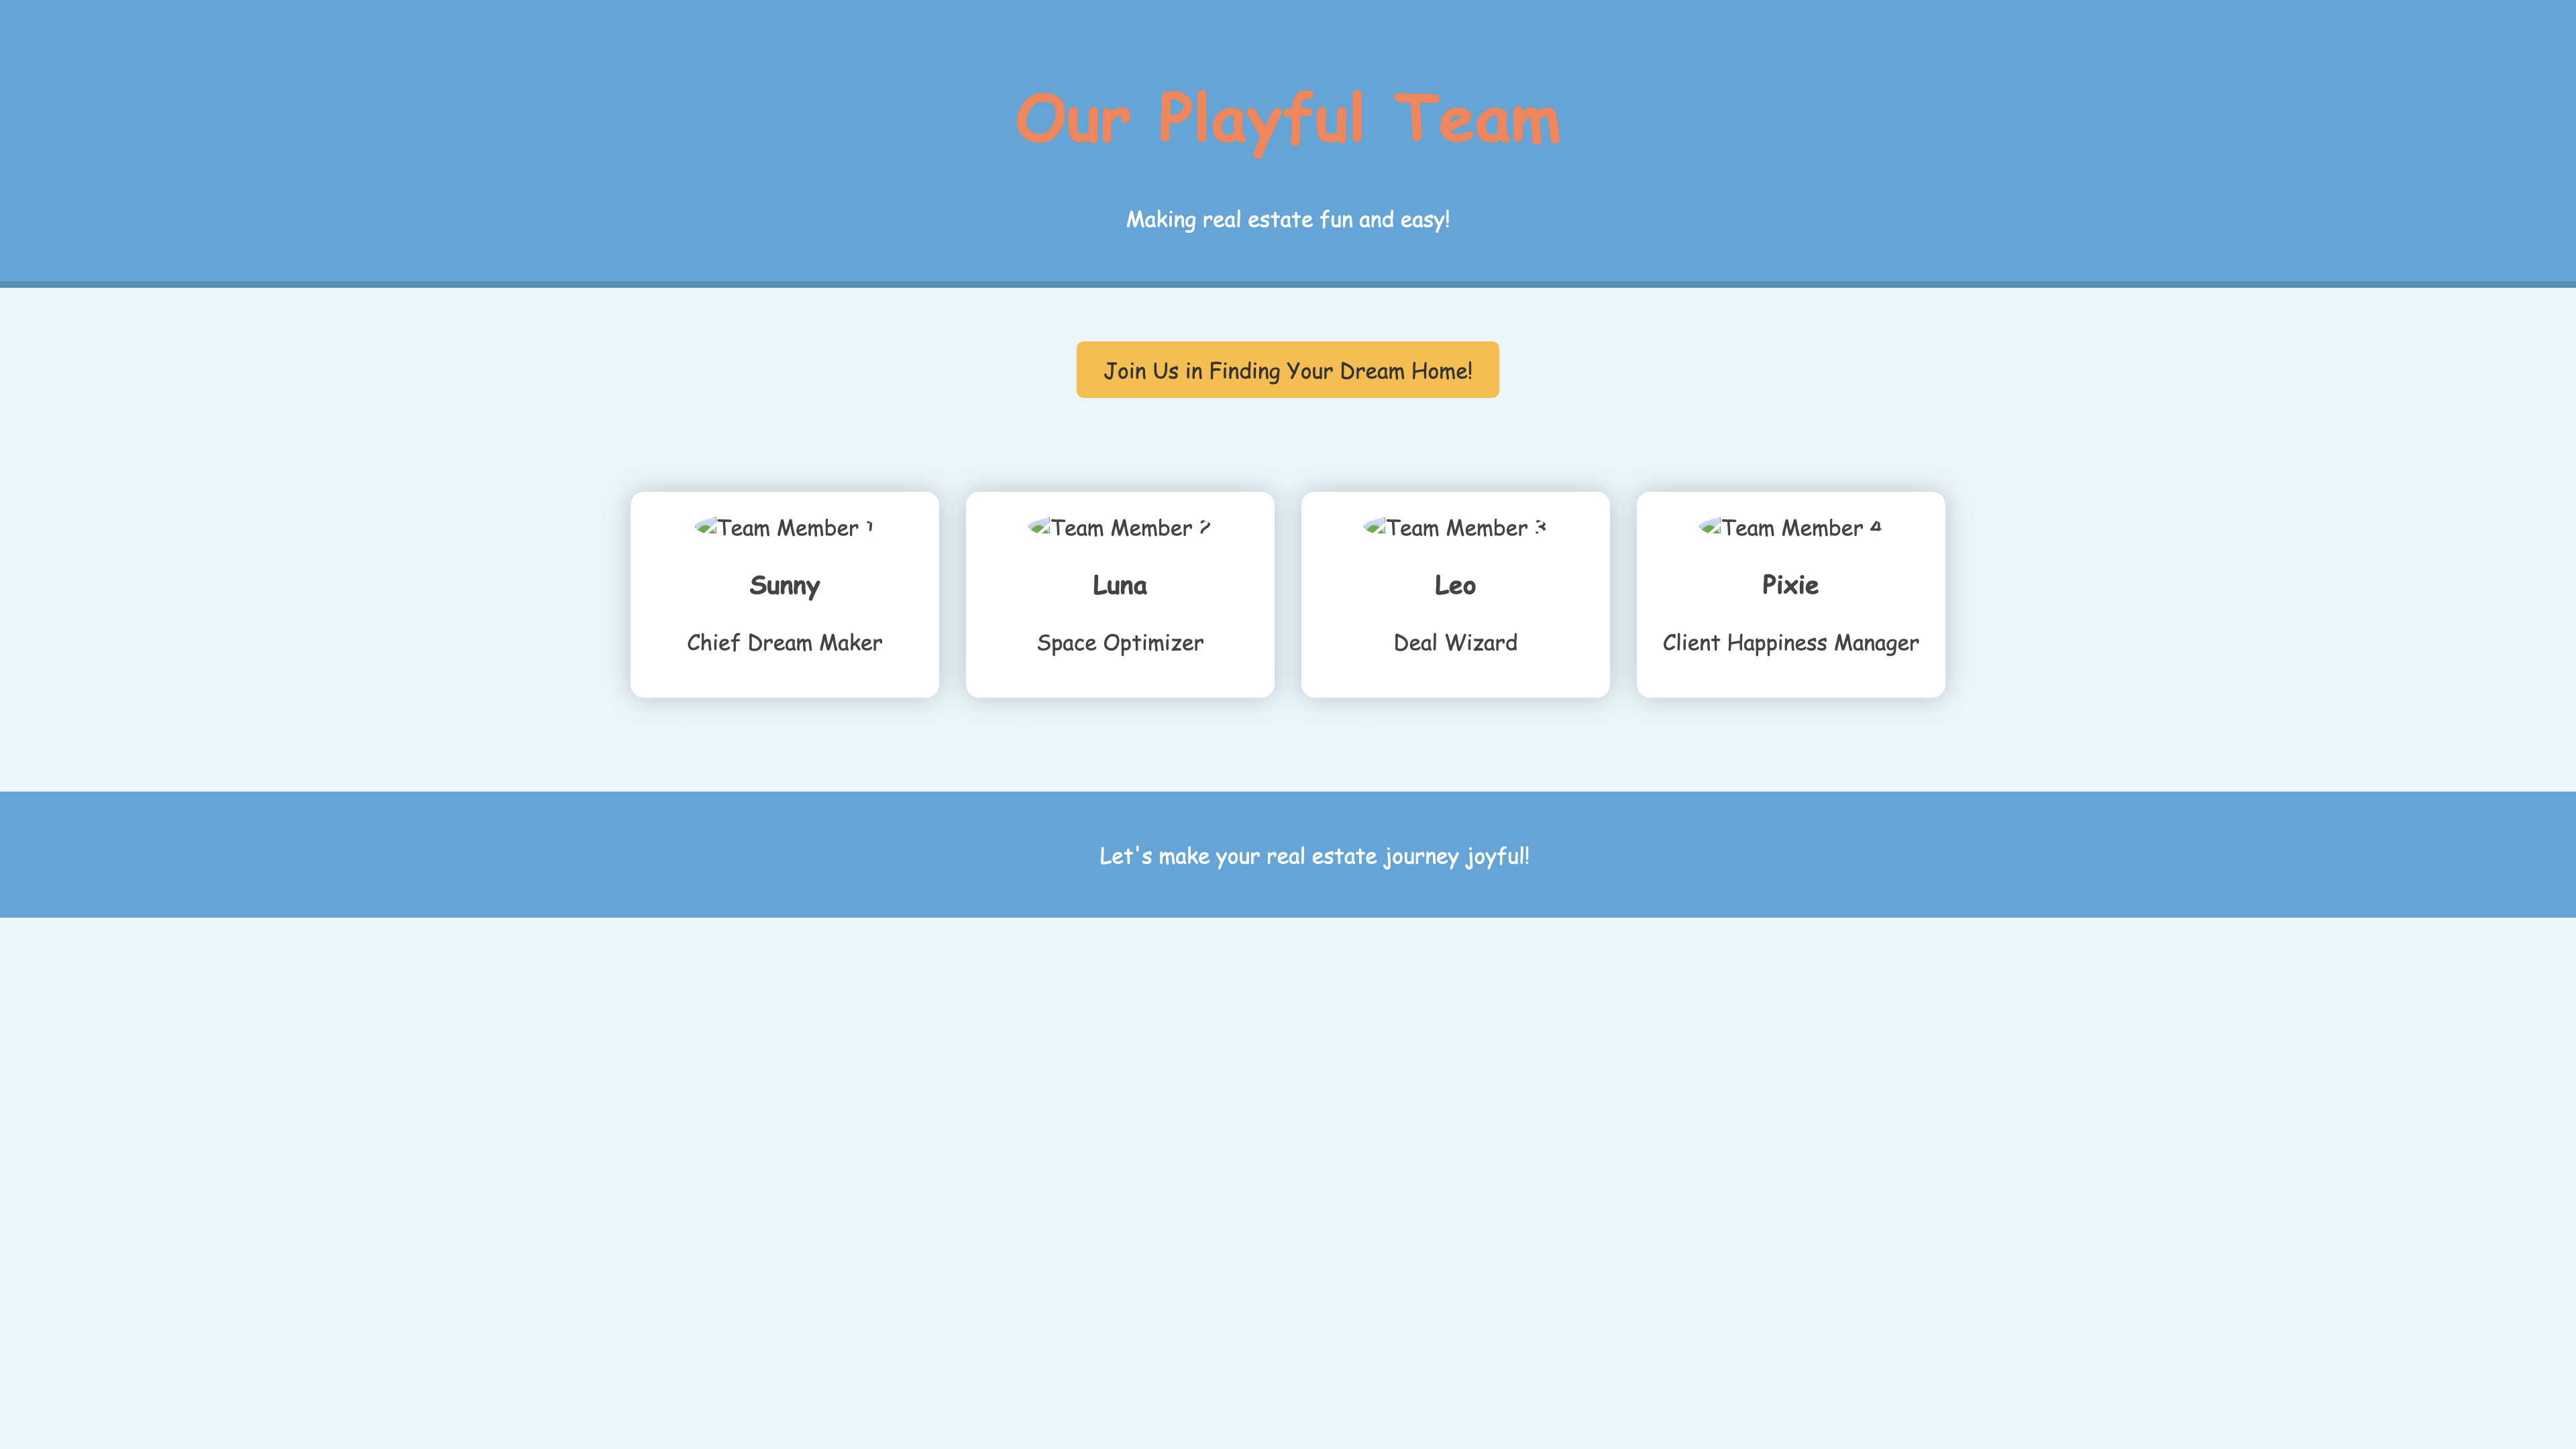 Our Playful Team
Making real estate fun and easy!
Join Us in Finding Your Dream Home!
Team Member 1
Sunny
Chief Dream Maker
Team Member 2
Luna
Space Optimizer
Team Member 3
Leo
Deal Wizard
Team Member 4
Pixie
Client Happiness Manager
Let's make your real estate journey joyful!